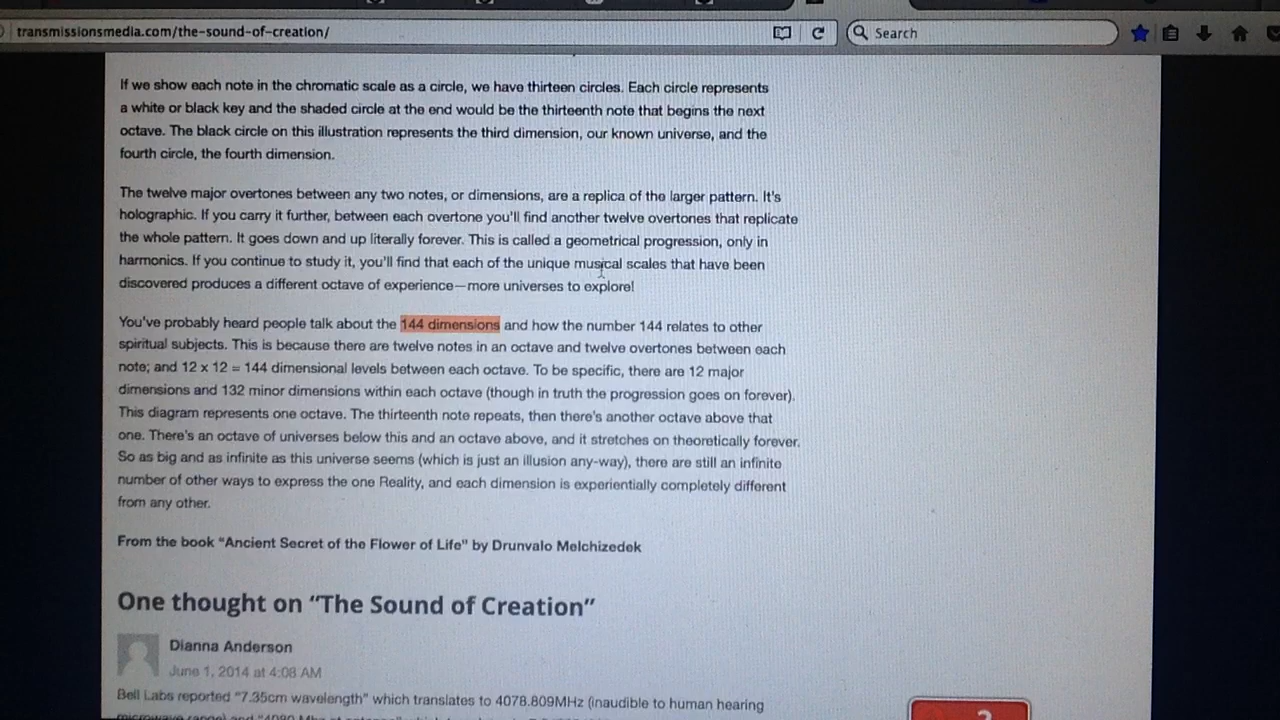 transmissionsmedia.com/the-sound-of-creation/
Search
If we show each note in the chromatic scale as a circle, we have thirteen circles. Each circle represents
a white or black key and the shaded circle at the end would be the thirteenth note that begins the next
octave. The black circle on this illustration represents the third dimension, our known universe, and the
fourth circle, the fourth dimension.
The twelve major overtones between any two notes, or dimensions, are a replica of the larger pattern. It's
holographic. If you carry it further, between each overtone you'll find another twelve overtones that replicate
the whole pattern. It goes down and up literally forever. This is called a geometrical progression, only in
harmonics. If you continue to study it, you'll find that each of the unique musical scales that have been
discovered produces a different octave of experience—more universes to explore!
You've probably heard people talk about the 144 dimensions and how the number 144 relates to other
spiritual subjects. This is because there are twelve notes in an octave and twelve overtones between each
note; and 12 x 12 = 144 dimensional levels between each octave. To be specific, there are 12 major
dimensions and 132 minor dimensions within each octave (though in truth the progression goes on forever).
This diagram represents one octave. The thirteenth note repeats, then there's another octave above that
one. There's an octave of universes below this and an octave above, and it stretches on theoretically forever.
So as big and as infinite as this universe seems (which is just an illusion any-way), there are still an infinite
number of other ways to express the one Reality, and each dimension is experientially completely different
from any other.
From the book "Ancient Secret of the Flower of Life" by Drunvalo Melchizedek
One thought on "The Sound of Creation"
Dianna Anderson
June 1, 2014 at 4:08 AM
Bell Labs reported "7.35cm wavelength" which translates to 4078.809MHz (inaudible to human hearing